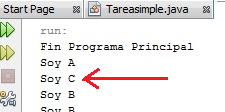 Start Page
Tareasimple.java
run:
Fin Programa Principal
Soy A
Soy C
Soy B
Soy B